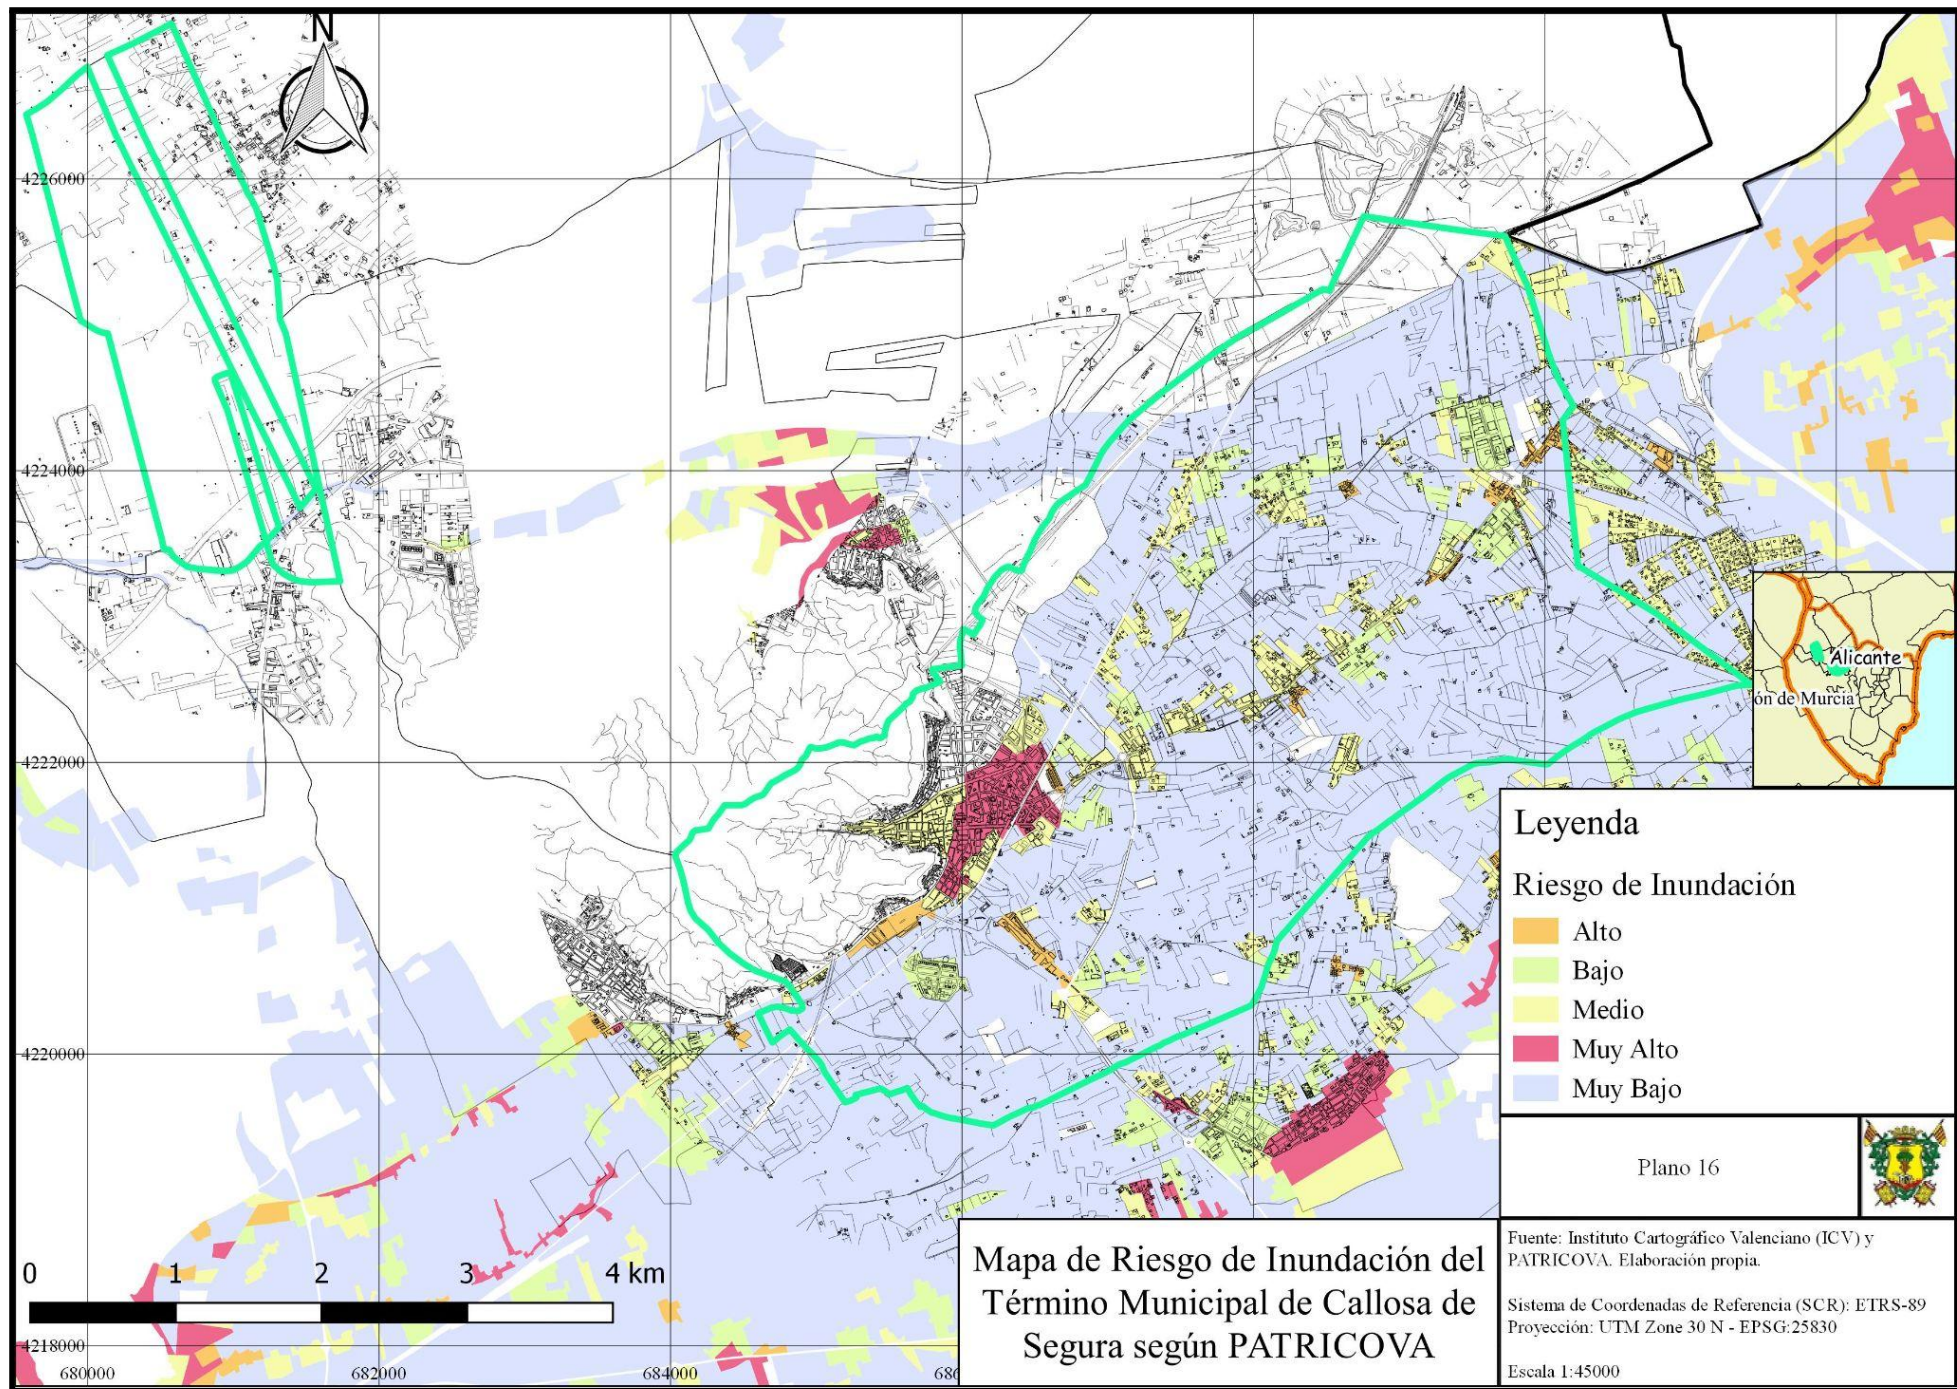 N
4226000
4224000
4222000
4220000
4218000
680000
682000
684000
686
0 1 2 3 4 km
Alicante
ón de Murcia
Leyenda
Riesgo de Inundación
Alto
Bajo
Medio
Muy Alto
Muy Bajo
Plano 16
Mapa de Riesgo de Inundación del
Término Municipal de Callosa de
Segura según PATRICOVA
Fuente: Instituto Cartográfico Valenciano (ICV) y
PATRICOVA. Elaboración propia.
Sistema de Coordenadas de Referencia (SCR): ETRS-89
Proyección: UTM Zone 30 N - EPSG:25830
Escala 1:45000